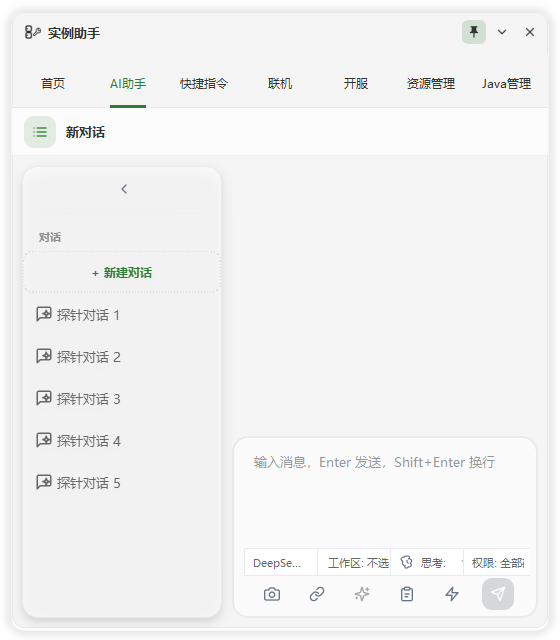 实例助手
首页 AI助手 快捷指令 联机 开服 资源管理 Java管理
新对话
对话
+ 新建对话
探针对话 1
探针对话 2
探针对话 3
探针对话 4
探针对话 5
输入消息，Enter 发送，Shift+Enter 换行
DeepSe... 工作区: 不选 思考: 权限: 全部